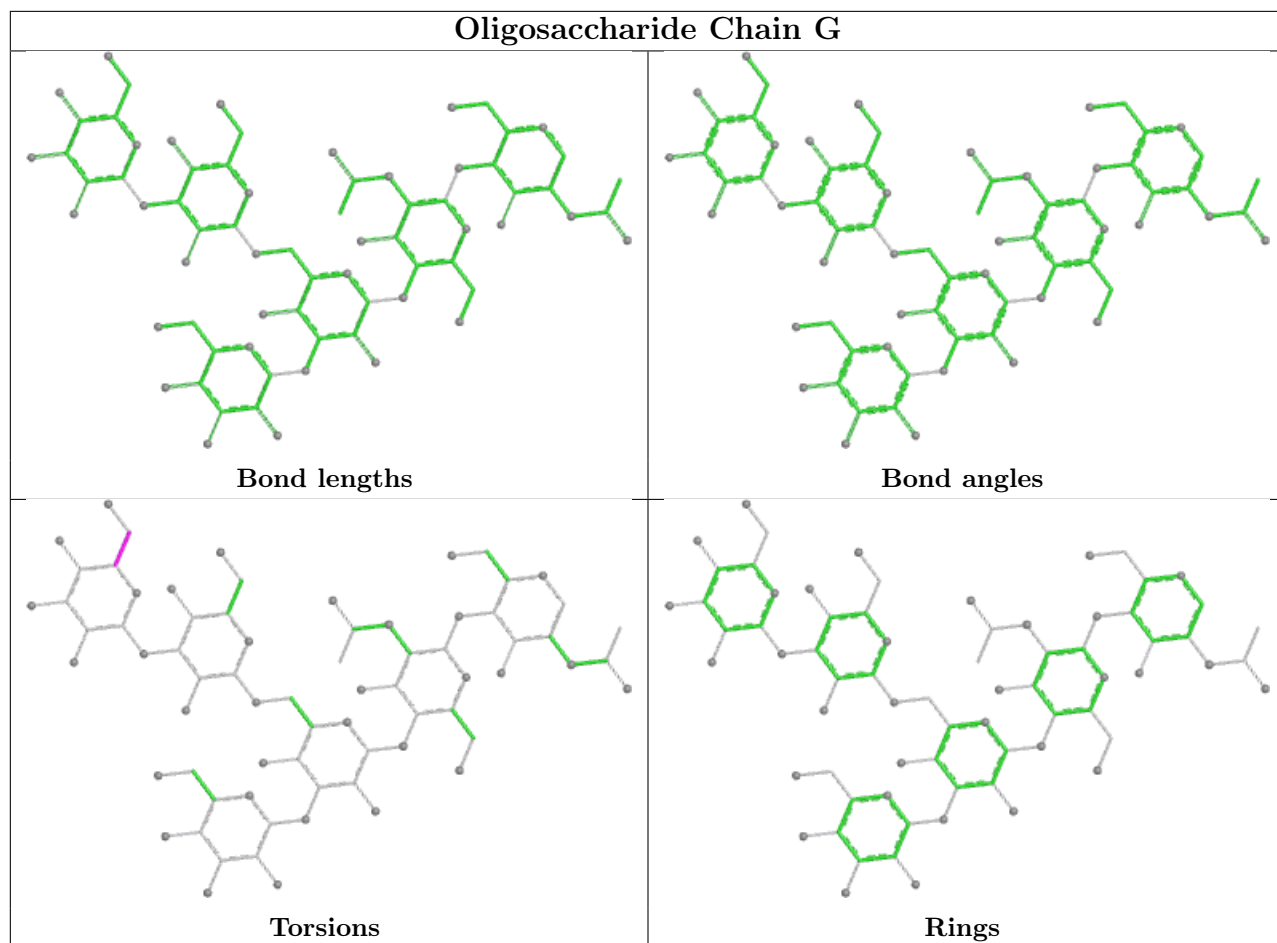 Oligosaccharide Chain G
Bond lengths
Bond angles
Torsions
Rings